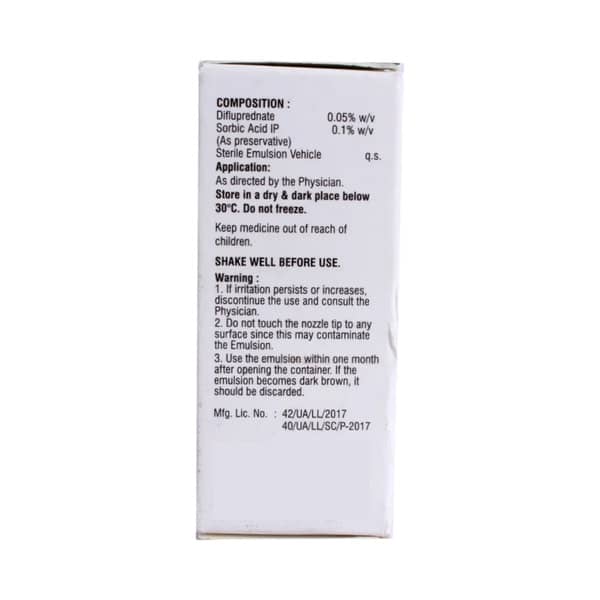 COMPOSITION :
Difluprednate 0.05% w/v
Sorbic Acid IP 0.1% w/v
(As preservative)
Sterile Emulsion Vehicle q.s.
Application:
As directed by the Physician.
Store in a dry & dark place below
30°C. Do not freeze.
Keep medicine out of reach of
children.
SHAKE WELL BEFORE USE.
Warning :
1. If irritation persists or increases,
discontinue the use and consult the
Physician.
2. Do not touch the nozzle tip to any
surface since this may contaminate
the Emulsion.
3. Use the emulsion within one month
after opening the container. If the
emulsion becomes dark brown, it
should be discarded.
Mfg. Lic. No. : 42/UA/LL/2017
40/UA/LL/SC/P-2017